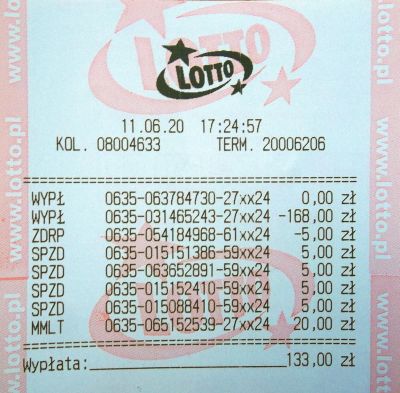 LOTTO
LOTTO
11.06.20 17:24:57
KOL. 08004633 TERM. 20006206
WYPŁ 0635-063784730-27xx24 0,00 zł
WYPŁ 0635-031465243-27xx24 -168,00 zł
ZDRP 0635-054184968-61xx24 -5,00 zł
SPZD 0635-015151386-59xx24 5,00 zł
SPZD 0635-063652891-59xx24 5,00 zł
SPZD 0635-015152410-59xx24 5,00 zł
SPZD 0635-015088410-59xx24 5,00 zł
MMLT 0635-065152539-27xx24 20,00 zł
Wypłata: 133,00 zł
www.lotto.pl
www.lotto.pl
www.lotto.pl
www.lotto.pl